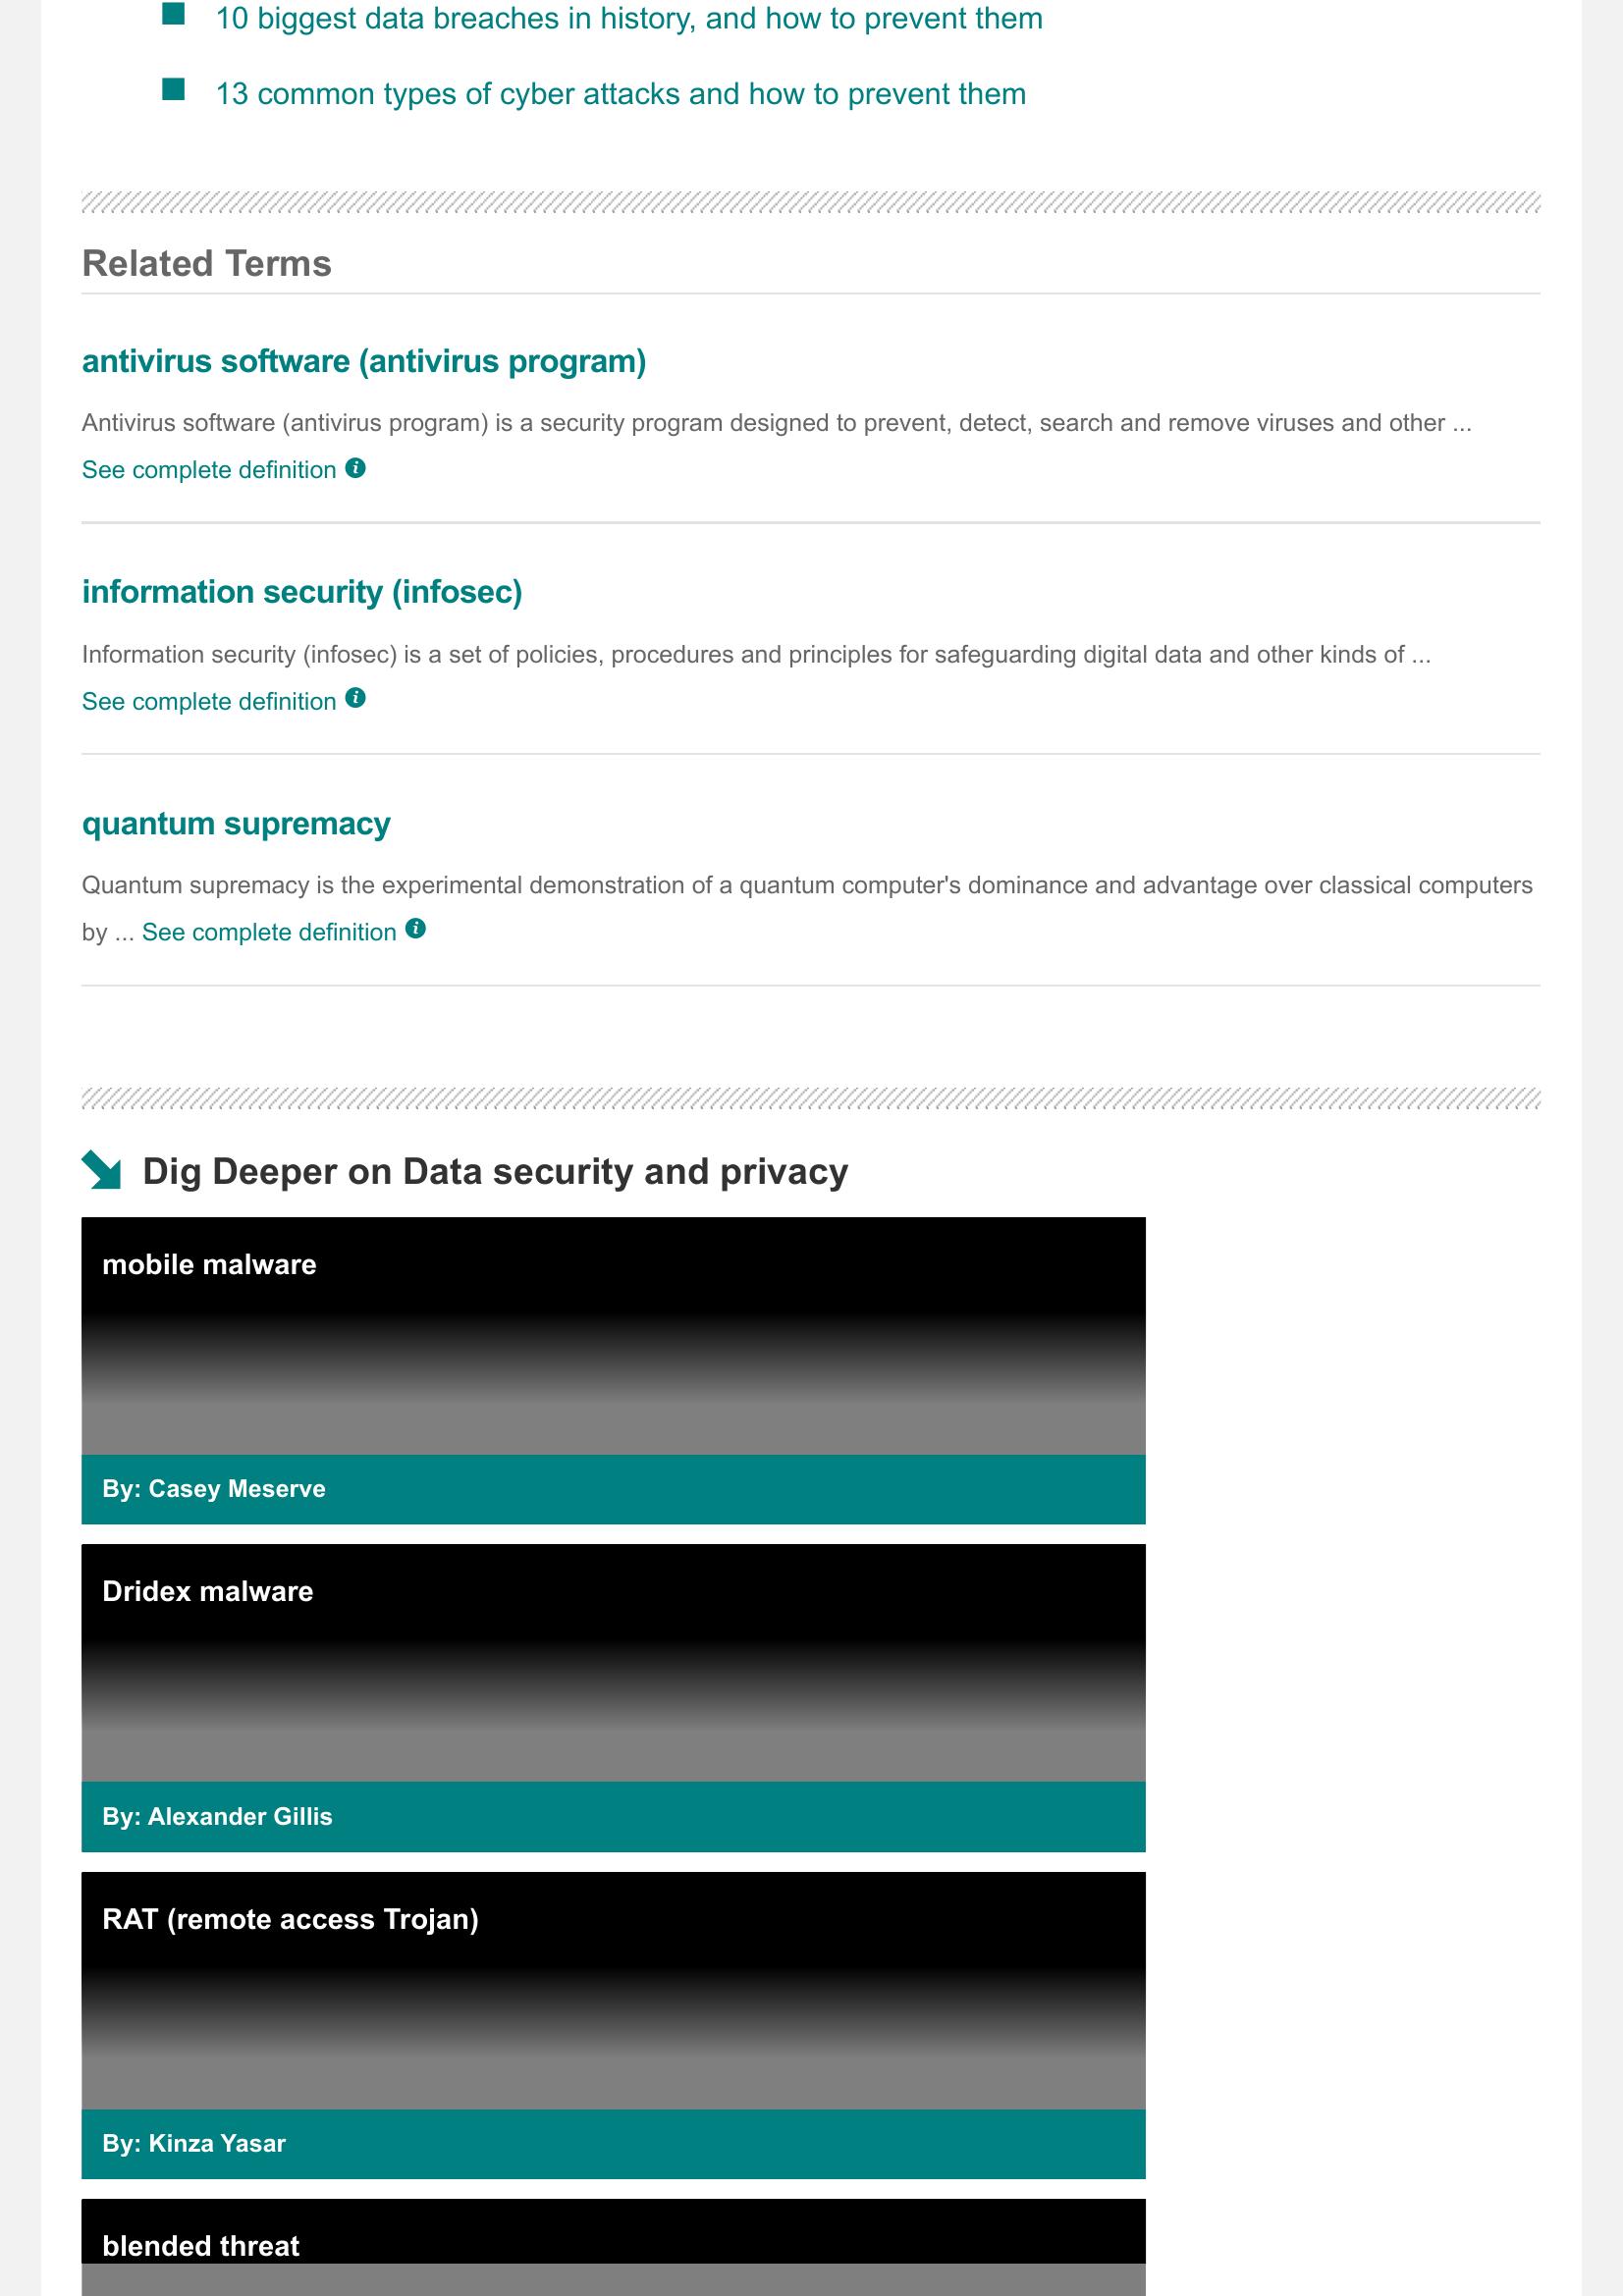 10 biggest data breaches in history, and how to prevent them
13 common types of cyber attacks and how to prevent them
Related Terms
antivirus software (antivirus program)
Antivirus software (antivirus program) is a security program designed to prevent, detect, search and remove viruses and other ...
See complete definition
information security (infosec)
Information security (infosec) is a set of policies, procedures and principles for safeguarding digital data and other kinds of ...
See complete definition
quantum supremacy
Quantum supremacy is the experimental demonstration of a quantum computer's dominance and advantage over classical computers
by ... See complete definition
Dig Deeper on Data security and privacy
mobile malware
By: Casey Meserve
Dridex malware
By: Alexander Gillis
RAT (remote access Trojan)
By: Kinza Yasar
blended threat